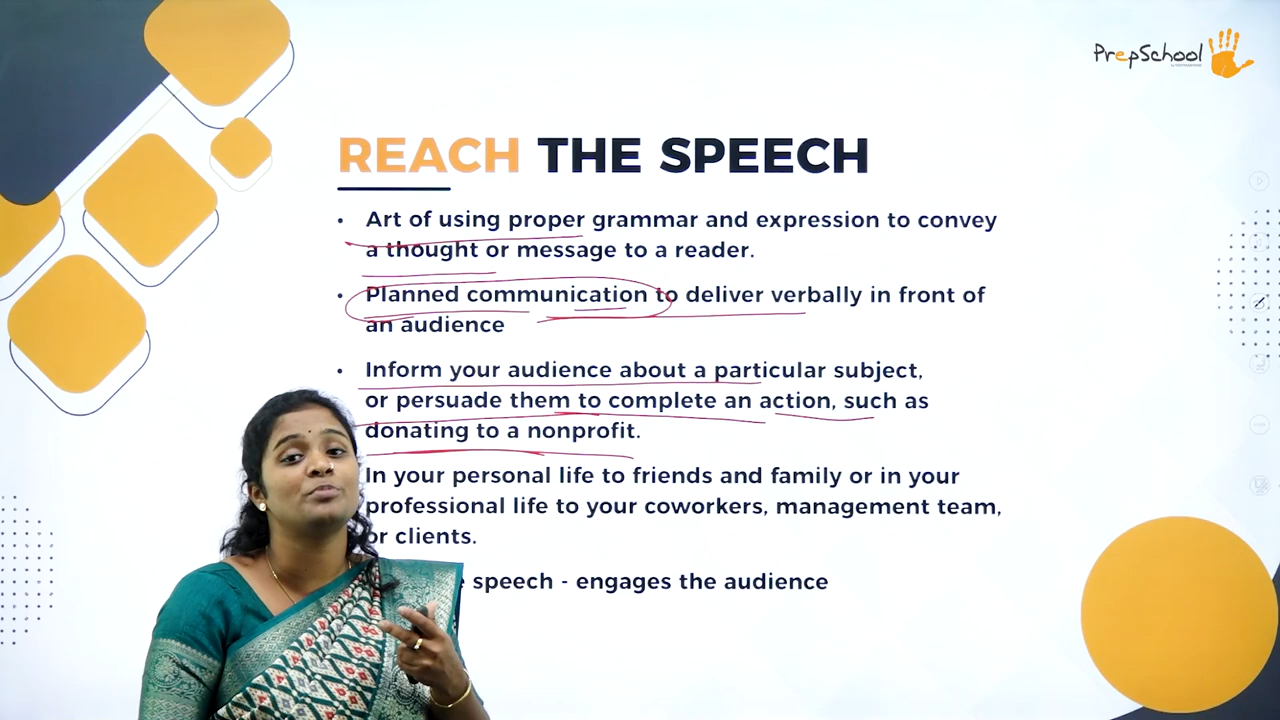 PrepSchool
REACH THE SPEECH
• Art of using proper grammar and expression to convey
a thought or message to a reader.
• Planned communication to deliver verbally in front of
an audience
• Inform your audience about a particular subject,
or persuade them to complete an action, such as
donating to a nonprofit.
In your personal life to friends and family or in your
professional life to your coworkers, management team,
or clients.
speech - engages the audience